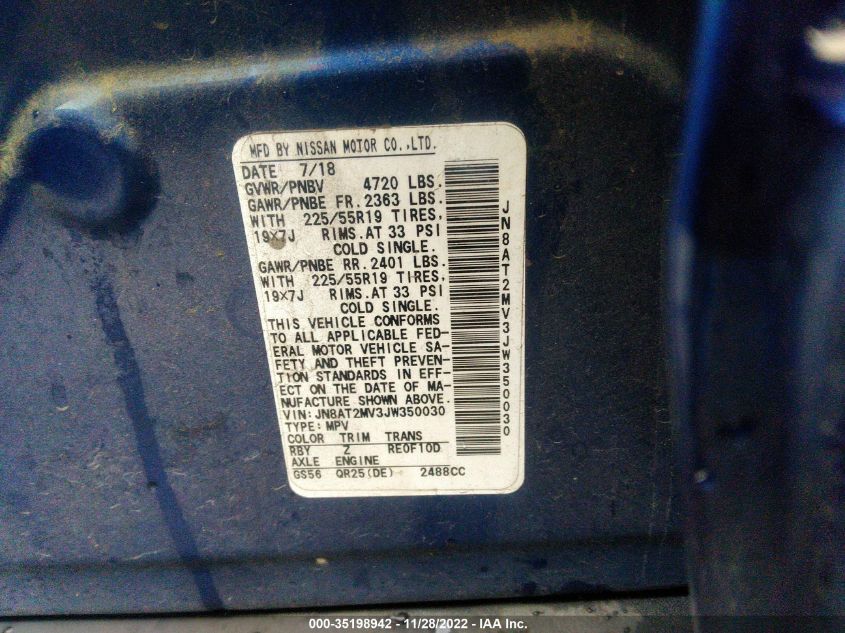 MFD BY NISSAN MOTOR CO.,LTD.
DATE 7/18
GVWR/PNBV 4720 LBS.
GAWR/PNBE FR. 2363 LBS.
WITH 225/55R19 TIRES,
19X7J RIMS.AT 33 PSI
COLD SINGLE.
GAWR/PNBE RR. 2401 LBS.
WITH 225/55R19 TIRES,
19X7J RIMS.AT 33 PSI
COLD SINGLE.
THIS VEHICLE CONFORMS
TO ALL APPLICABLE FED-
ERAL MOTOR VEHICLE SA-
FETY AND THEFT PREVEN-
TION STANDARDS IN EFF-
ECT ON THE DATE OF MA-
NUFACTURE SHOWN ABOVE.
VIN:JN8AT2MV3JW350030
TYPE:MPV
COLOR TRIM TRANS
RBY Z RE0F10D
AXLE ENGINE
GS56 QR25(DE) 2488CC
JN8AT2MV3JW350030
000-35198942 - 11/28/2022 - IAA Inc.